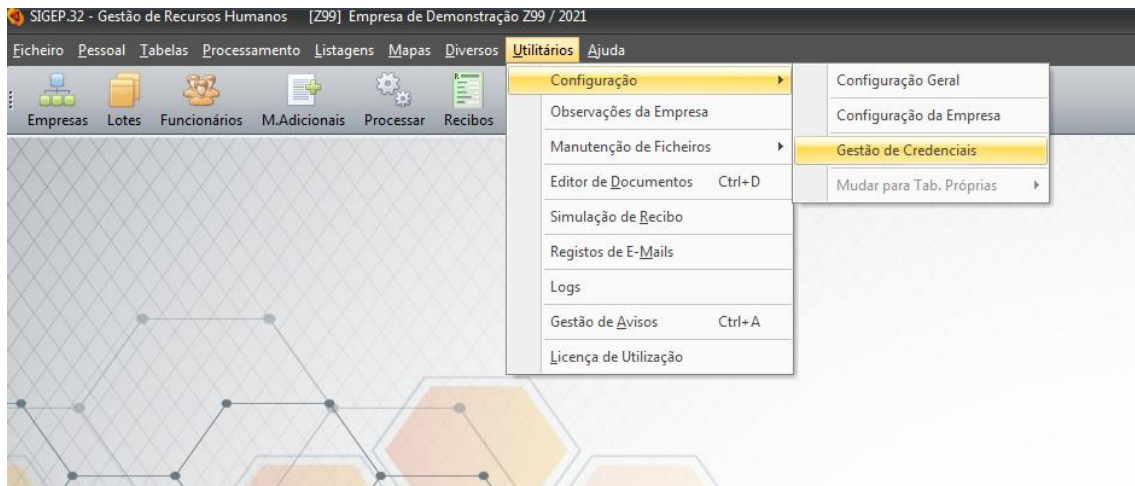 SIGEP.32 - Gestão de Recursos Humanos [Z99] Empresa de Demonstração Z99 / 2021
Ficheiro Pessoal Tabelas Processamento Listagens Mapas Diversos Utilitários Ajuda
Empresas Lotes Funcionários M.Adicionais Processar Recibos
Configuração
Observações da Empresa
Manutenção de Ficheiros
Editor de Documentos Ctrl+D
Simulação de Recibo
Registos de E-Mails
Logs
Gestão de Avisos Ctrl+A
Licença de Utilização
Configuração Geral
Configuração da Empresa
Gestão de Credenciais
Mudar para Tab. Próprias